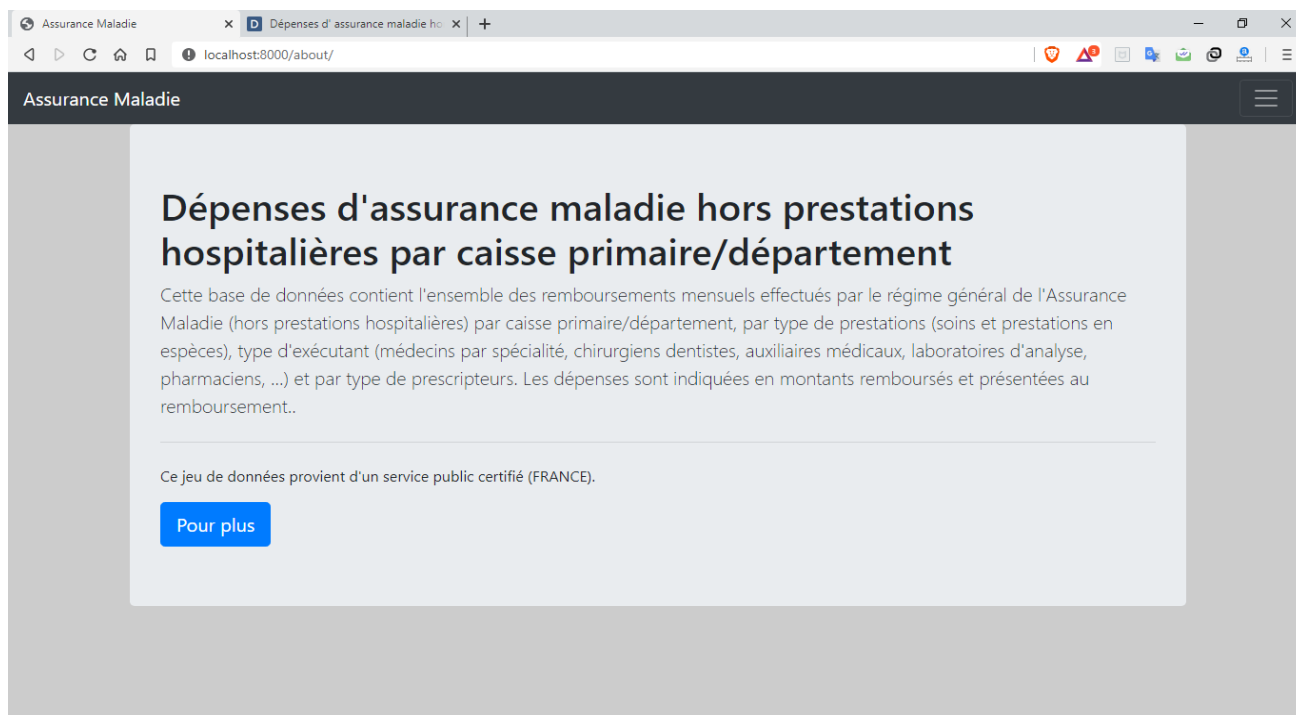 Assurance Maladie
D
Dépenses d' assurance maladie ho
localhost:8000/about/
3
Assurance Maladie
Dépenses d'assurance maladie hors prestations
hospitalières par caisse primaire/département
Cette base de données contient l'ensemble des remboursements mensuels effectués par le régime général de l'Assurance
Maladie (hors prestations hospitalières) par caisse primaire/département, par type de prestations (soins et prestations en
espèces), type d'exécutant (médecins par spécialité, chirurgiens dentistes, auxiliaires médicaux, laboratoires d'analyse,
pharmaciens, ...) et par type de prescripteurs. Les dépenses sont indiquées en montants remboursés et présentées au
remboursement..
Ce jeu de données provient d'un service public certifié (FRANCE).
Pour plus